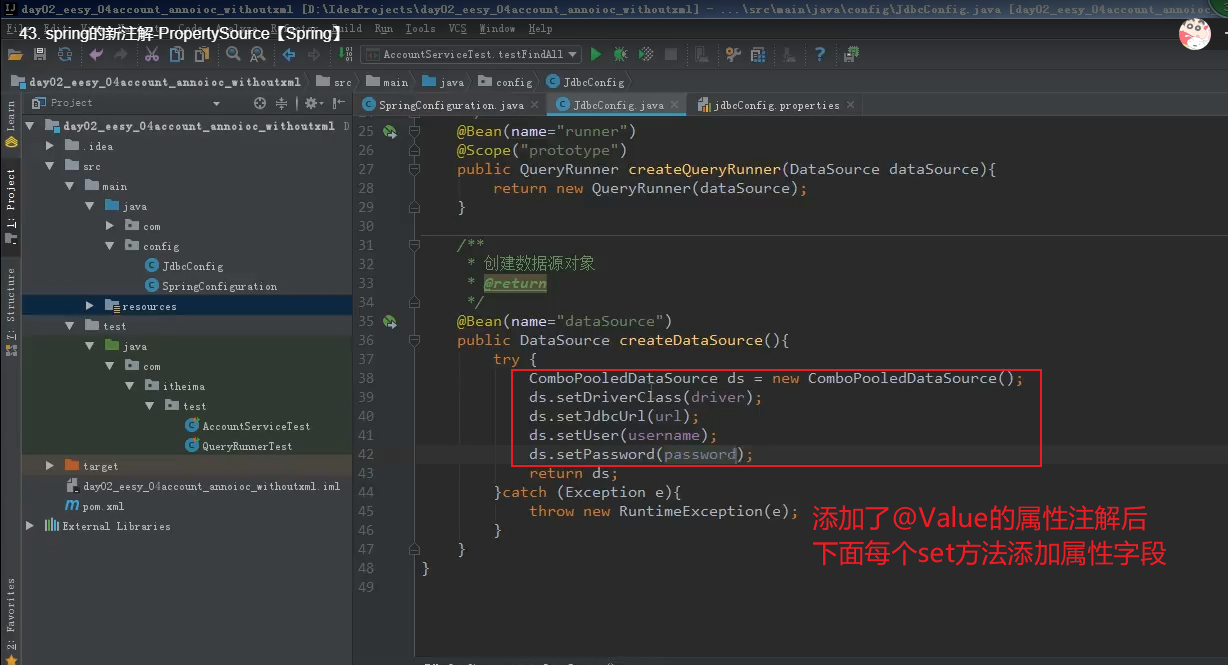 day02_eesy_04account_annoioc_withoutxml [D:\IdeaProjects\day02_eesy_04account_annoioc_withoutxml] - ...\src\main\java\config\JdbcConfig.java [day02_eesy_04account_annoioc_
43. spring的新注解-PropertySource【Spring】
Run Tools VCS Window Help
AccountServiceTest.testFindAll
day02_eesy_04account_annoioc_withoutxml src main java config JdbcConfig
Project
SpringConfiguration.java JdbcConfig.java jdbcConfig.properties
Learn
1: Project
7: Structure
2: Favorites
day02_eesy_04account_annoioc_withoutxml D
.idea
src
main
java
com
config
JdbcConfig
SpringConfiguration
resources
test
java
com
itheima
test
AccountServiceTest
QueryRunnerTest
target
day02_eesy_04account_annoioc_withoutxml.iml
pom.xml
External Libraries
25 @Bean(name="runner")
26 @Scope("prototype")
27 public QueryRunner createQueryRunner(DataSource dataSource){
28 return new QueryRunner(dataSource);
29 }
30
31 /**
32 * 创建数据源对象
33 * @return
34 */
35 @Bean(name="dataSource")
36 public DataSource createDataSource(){
37 try {
38 ComboPooledDataSource ds = new ComboPooledDataSource();
39 ds.setDriverClass(driver);
40 ds.setJdbcUrl(url);
41 ds.setUser(username);
42 ds.setPassword(password);
43 return ds;
44 }catch (Exception e){
45 throw new RuntimeException(e);
46 }
47 }
48 }
49
添加了@Value的属性注解后
下面每个set方法添加属性字段